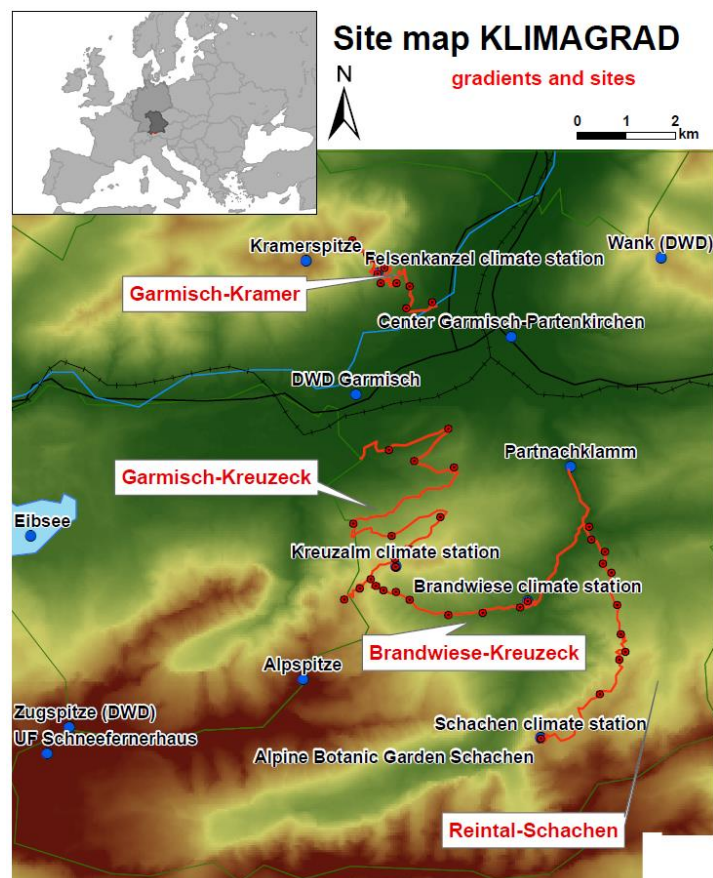 Site map KLIMAGRAD
gradients and sites
N
0 1 2
km
Kramerspitze
Felsenkanzel climate station
Wank (DWD)
Garmisch-Kramer
Center Garmisch-Partenkirchen
DWD Garmisch
Partnachklamm
Garmisch-Kreuzeck
Eibsee
Kreuzalm climate station
Brandwiese climate station
Brandwiese-Kreuzeck
Alpspitze
Zugspitze (DWD)
UF Schneefernerhaus
Schachen climate station
Alpine Botanic Garden Schachen
Reintal-Schachen